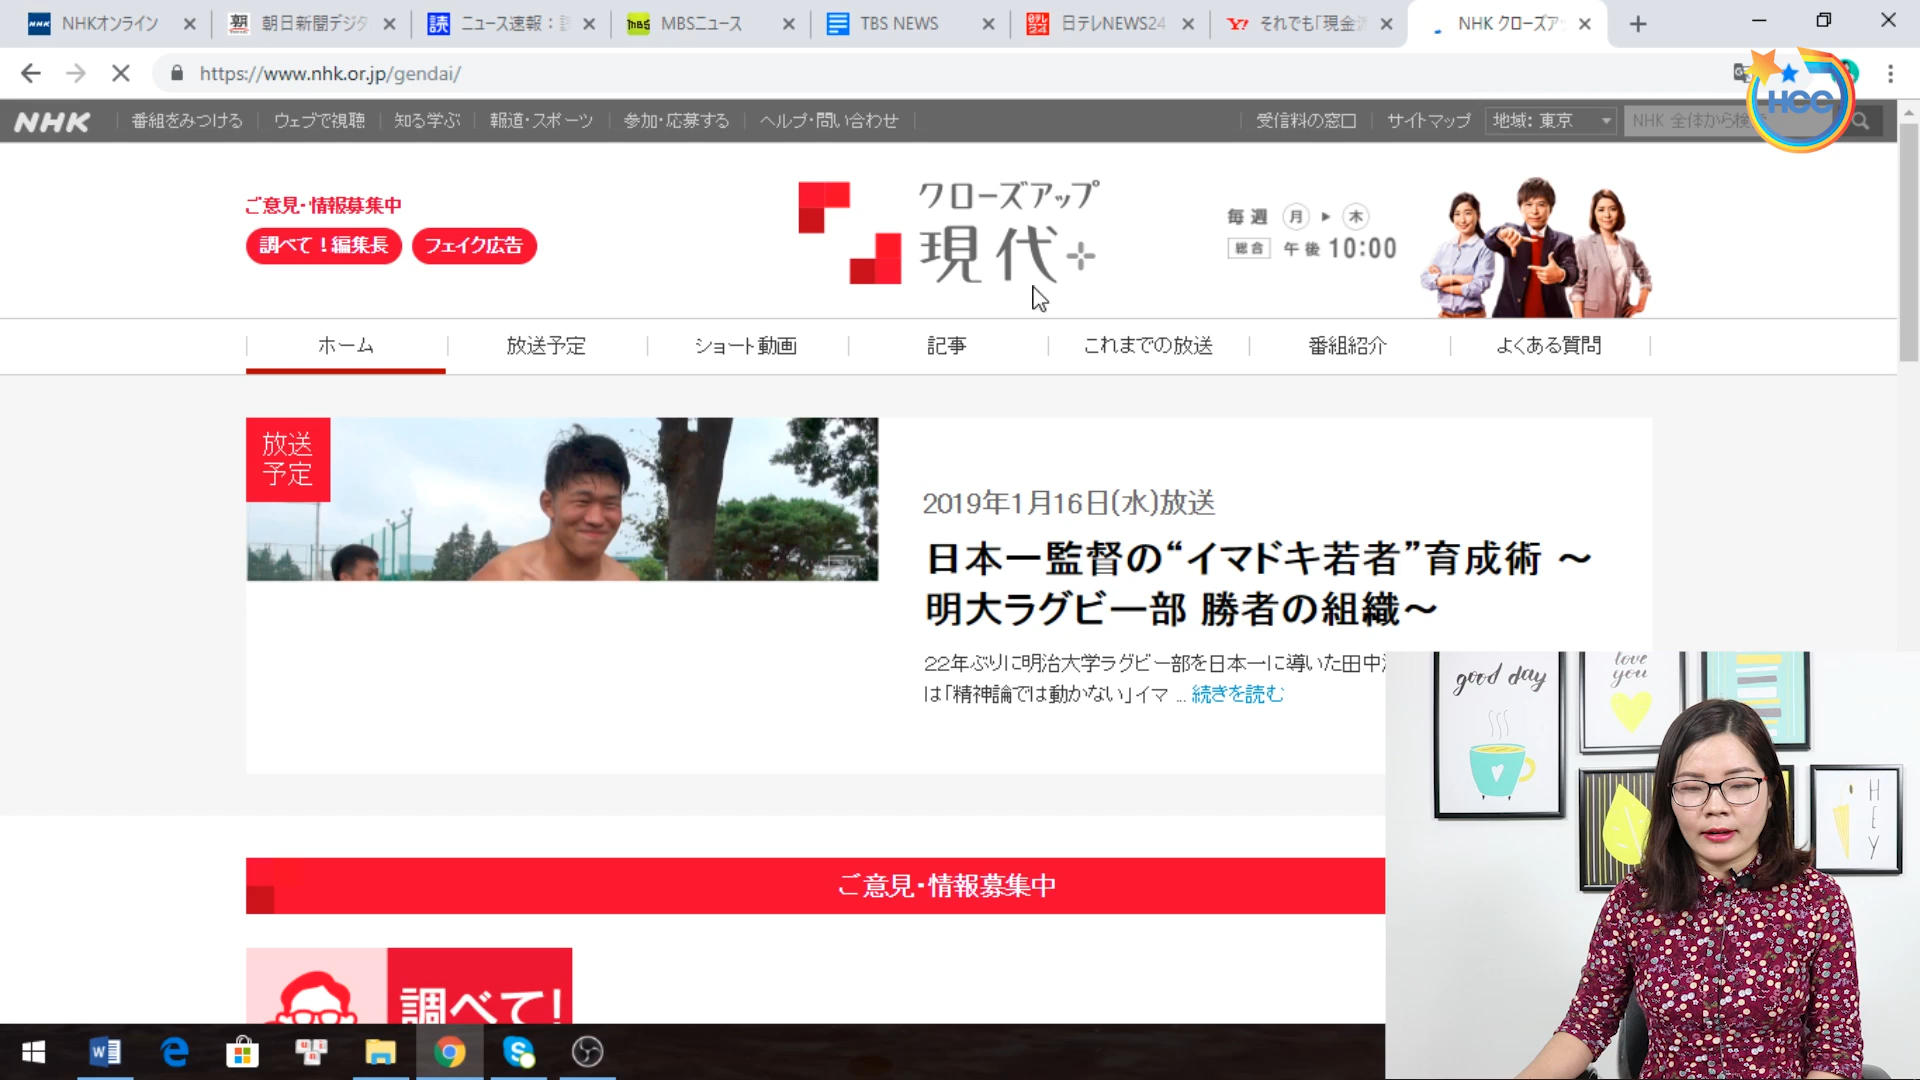 NHKオンライン
朝日新聞デジタ
ニュース速報：
MBSニュース
TBS NEWS
日テレNEWS24
それでも「現金
NHK クローズア
https://www.nhk.or.jp/gendai/
HCC
NHK
番組をみつける
ウェブで視聴
知る学ぶ
報道・スポーツ
参加・応募する
ヘルプ・問い合わせ
受信料の窓口
サイトマップ
地域: 東京
NHK 全体から検
ご意見・情報募集中
調べて！編集長
フェイク広告
クローズアップ
現代+
毎週 月 ▶ 木
総合 午後 10:00
ホーム
放送予定
ショート動画
記事
これまでの放送
番組紹介
よくある質問
放送
予定
2019年1月16日(水)放送
日本一監督の“イマドキ若者”育成術 ～
明大ラグビー部 勝者の組織～
22年ぶりに明治大学ラグビー部を日本一に導いた田中
は「精神論では動かない」イマ ... 続きを読む
ご意見・情報募集中
調べて！
good day
love
you
HEY